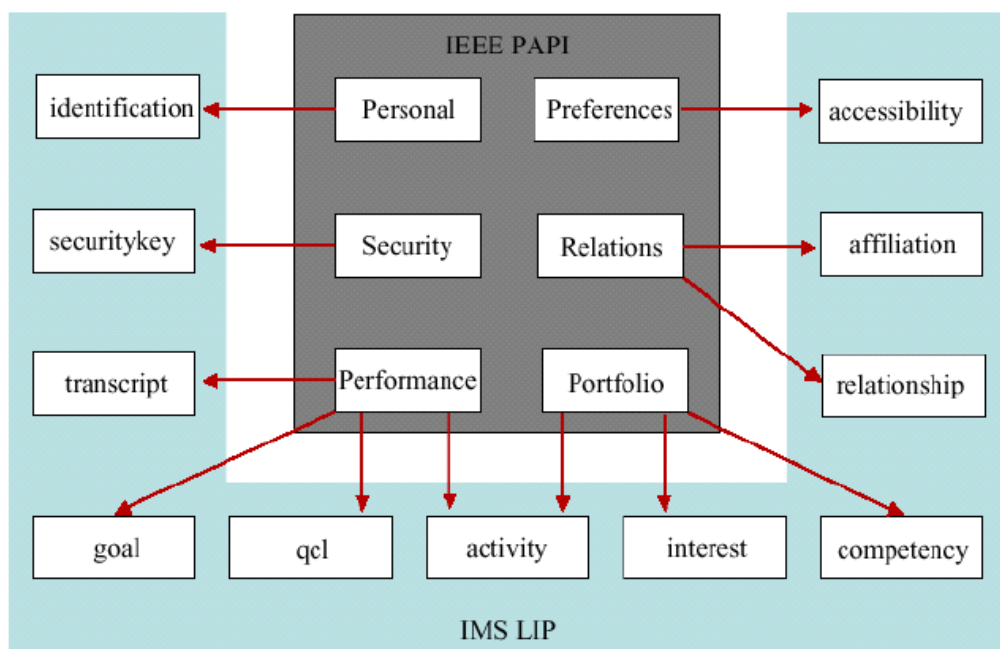 IEEE PAPI
identification
Personal
Preferences
accessibility
securitykey
Security
Relations
affiliation
transcript
Performance
Portfolio
relationship
goal
qcl
activity
interest
competency
IMS LIP